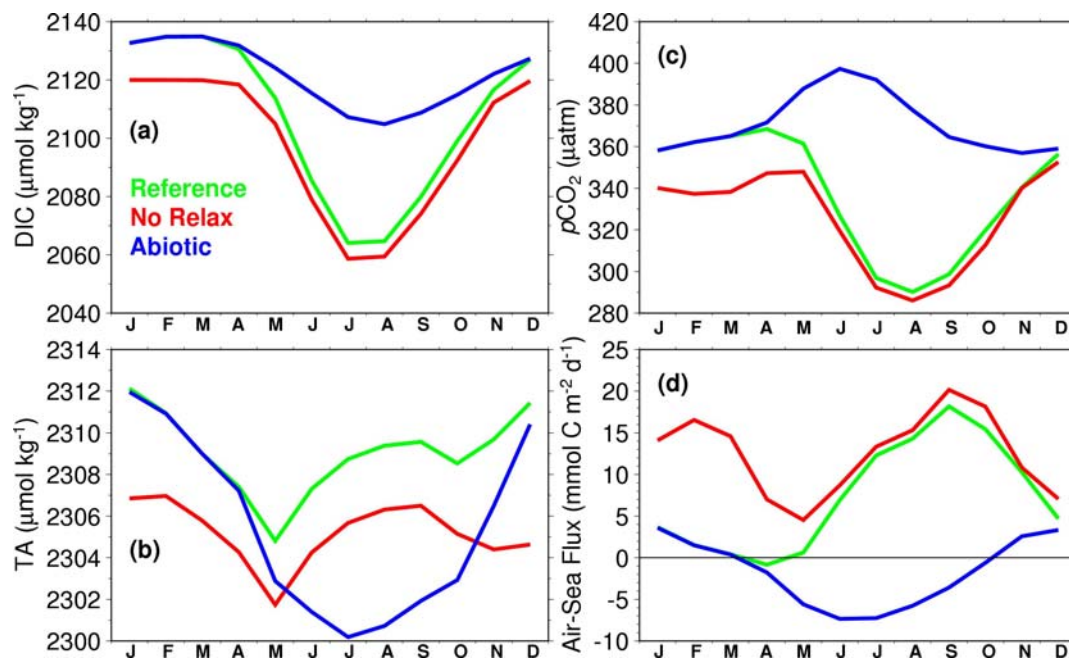 2140
2120
2100
2080
2060
2040
DIC (μmol kg⁻¹)
(a)
Reference
No Relax
Abiotic
J F M A M J J A S O N D
420
400
380
360
340
320
300
280
pCO₂ (μatm)
(c)
J F M A M J J A S O N D
2314
2312
2310
2308
2306
2304
2302
2300
TA (μmol kg⁻¹)
(b)
J F M A M J J A S O N D
25
20
15
10
5
0
-5
-10
Air-Sea Flux (mmol C m⁻² d⁻¹)
(d)
J F M A M J J A S O N D